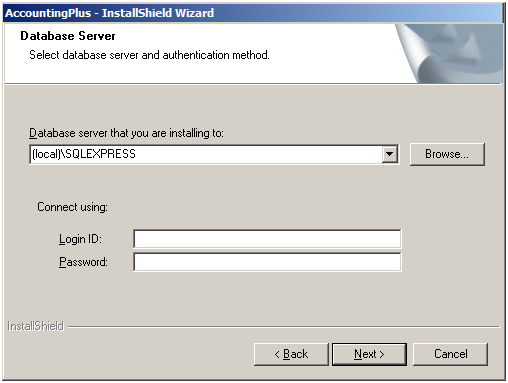 AccountingPlus - InstallShield Wizard
Database Server
Select database server and authentication method.
Database server that you are installing to:
(local)\SQLEXPRESS
Browse...
Connect using:
Login ID:
Password:
InstallShield
< Back
Next >
Cancel